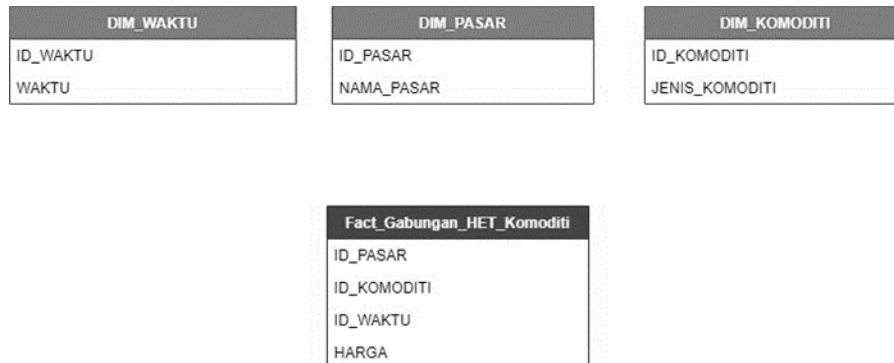 DIM_WAKTU
ID_WAKTU
WAKTU
DIM_PASAR
ID_PASAR
NAMA_PASAR
DIM_KOMODITI
ID_KOMODITI
JENIS_KOMODITI
Fact_Gabungan_HET_Komoditi
ID_PASAR
ID_KOMODITI
ID_WAKTU
HARGA